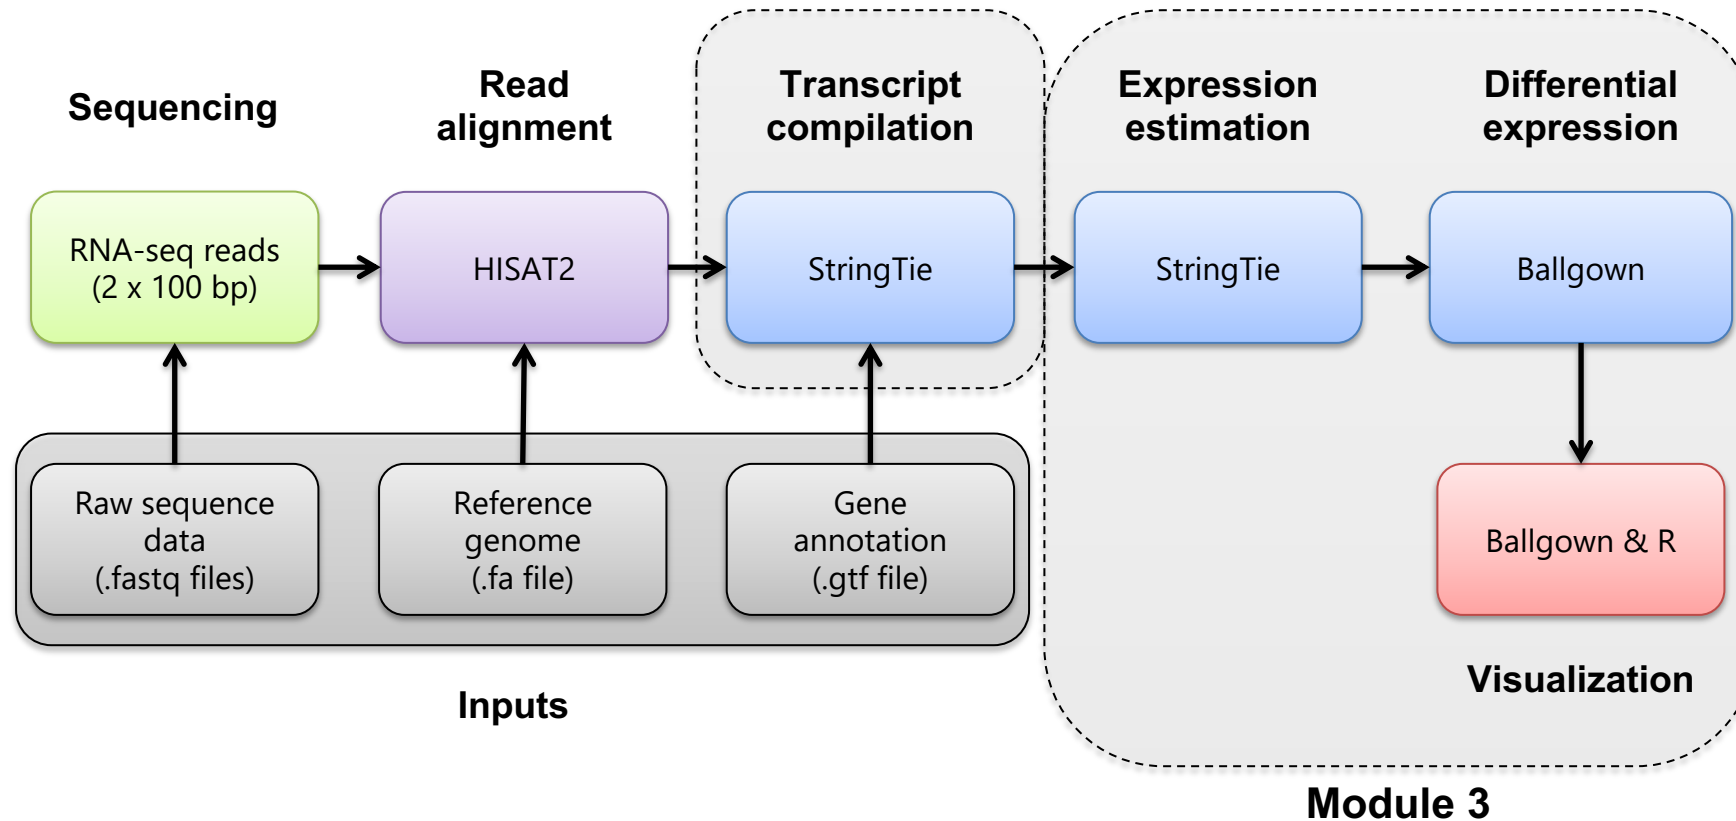 Sequencing
Read
alignment
Transcript
compilation
Expression
estimation
Differential
expression
RNA-seq reads
(2 x 100 bp)
HISAT2
StringTie
StringTie
Ballgown
Raw sequence
data
(.fastq files)
Reference
genome
(.fa file)
Gene
annotation
(.gtf file)
Ballgown & R
Inputs
Visualization
Module 3